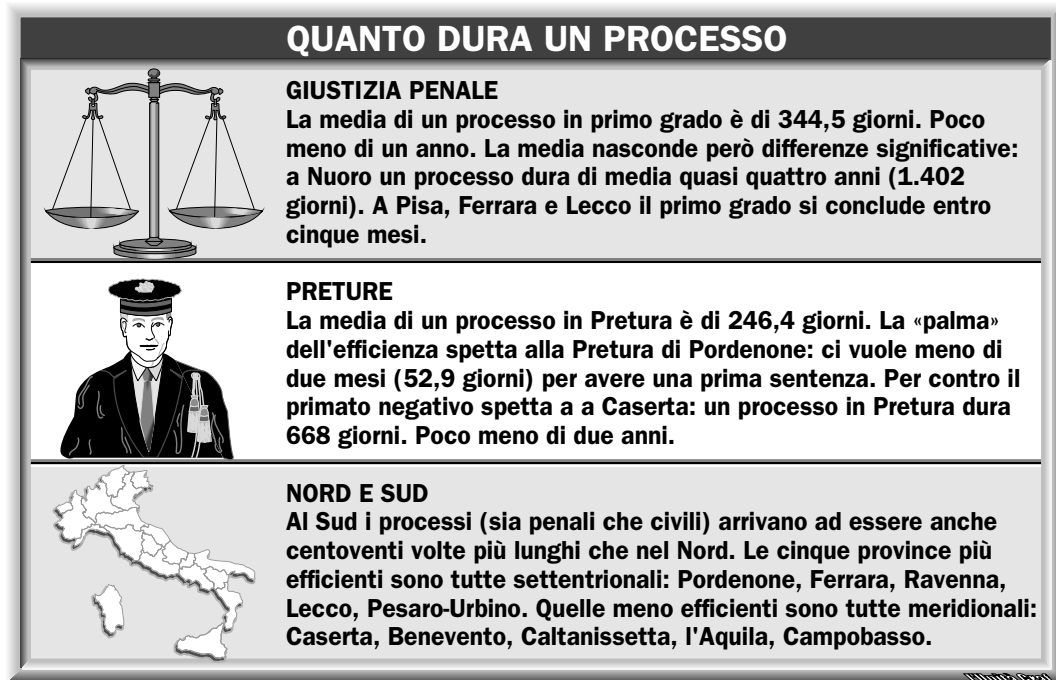 QUANTO DURA UN PROCESSO
GIUSTIZIA PENALE
La media di un processo in primo grado è di 344,5 giorni. Poco
meno di un anno. La media nasconde però differenze significative:
a Nuoro un processo dura di media quasi quattro anni (1.402
giorni). A Pisa, Ferrara e Lecco il primo grado si conclude entro
cinque mesi.
PRETURE
La media di un processo in Pretura è di 246,4 giorni. La «palma»
dell'efficienza spetta alla Pretura di Pordenone: ci vuole meno di
due mesi (52,9 giorni) per avere una prima sentenza. Per contro il
primato negativo spetta a a Caserta: un processo in Pretura dura
668 giorni. Poco meno di due anni.
NORD E SUD
Al Sud i processi (sia penali che civili) arrivano ad essere anche
centoventi volte più lunghi che nel Nord. Le cinque province più
efficienti sono tutte settentrionali: Pordenone, Ferrara, Ravenna,
Lecco, Pesaro-Urbino. Quelle meno efficienti sono tutte meridionali:
Caserta, Benevento, Caltanissetta, l'Aquila, Campobasso.